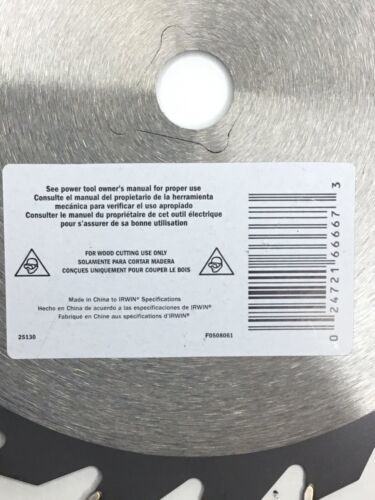 See power tool owner's manual for proper use
Consulte el manual del propietario de la herramienta
mecánica para verificar el uso apropiado
Consulter le manuel du propriétaire de cet outil électrique
pour s'assurer de sa bonne utilisation
FOR WOOD CUTTING USE ONLY
SOLAMENTE PARA CORTAR MADERA
CONÇUES UNIQUEMENT POUR COUPER LE BOIS
Made in China to IRWIN® Specifications
Hecho en China de acuerdo a las especificaciones de IRWIN®
Fabriqué en Chine aux spécifications d'IRWIN®
25130
F0508061
0 24721 66667 3